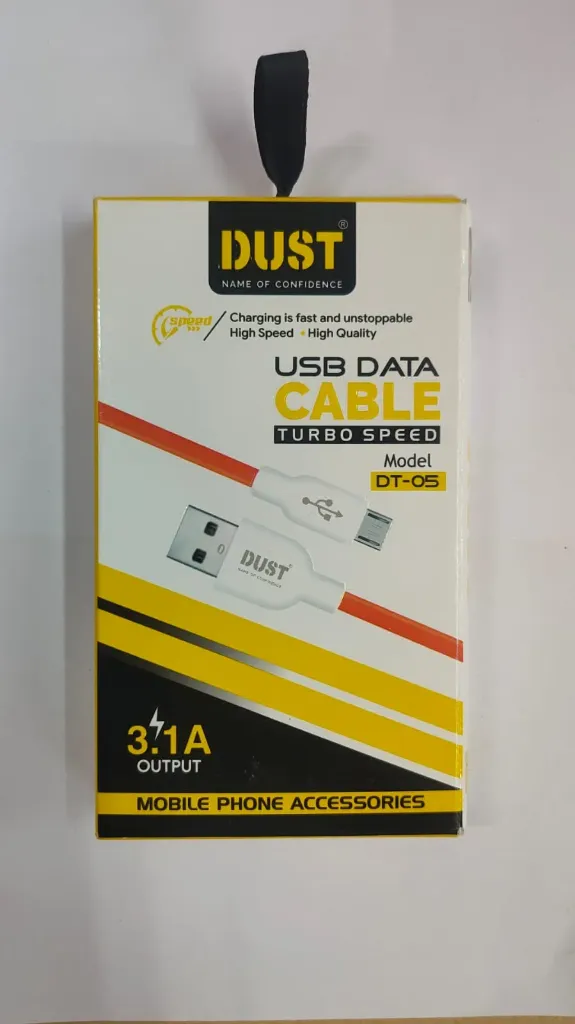 DUST®
NAME OF CONFIDENCE
speed
Charging is fast and unstoppable
High Speed • High Quality
USB DATA
CABLE
TURBO SPEED
Model
DT-05
DUST
NAME OF CONFIDENCE
3.1A
OUTPUT
MOBILE PHONE ACCESSORIES